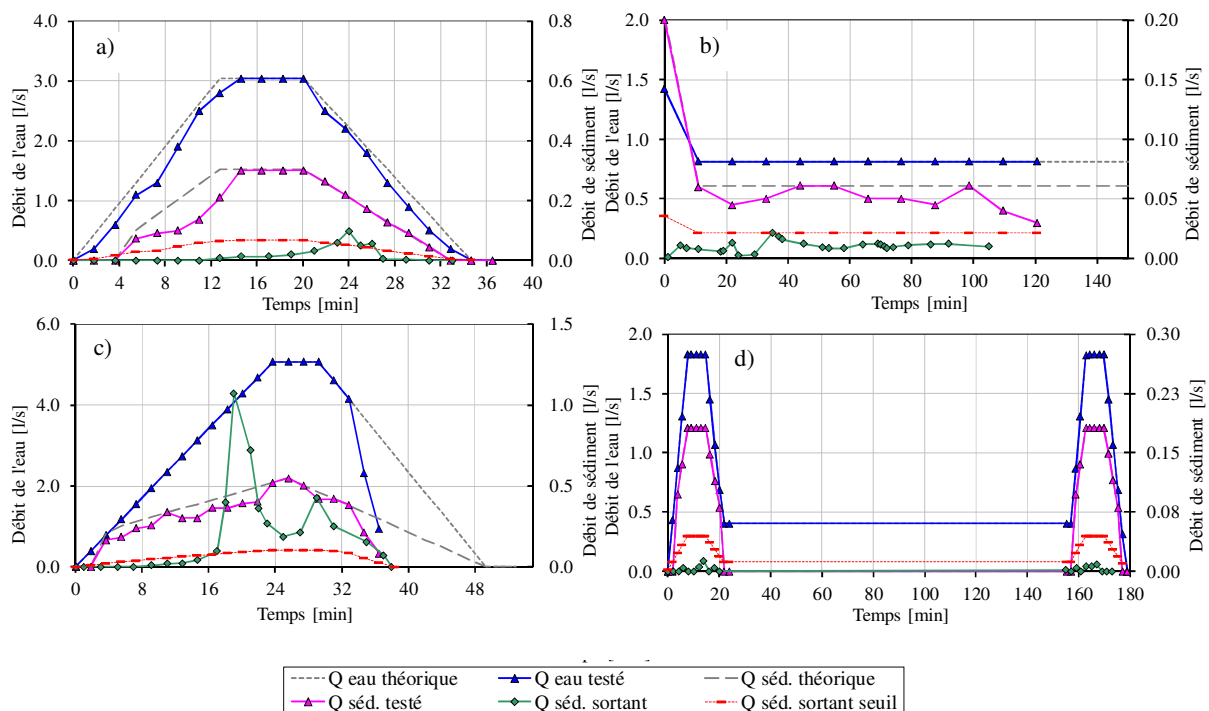 a)
Débit de l'eau [l/s]
4.0
3.0
2.0
1.0
0.0
0.8
0.6
0.4
0.2
0.0
Débit de sédiment [l/s]
0 4 8 12 16 20 24 28 32 36 40
Temps [min]
b)
Débit de l'eau [l/s]
2.0
1.5
1.0
0.5
0.0
0.20
0.15
0.10
0.05
0.00
Débit de sédiment [l/s]
0 20 40 60 80 100 120 140
Temps [min]
c)
Débit de l'eau [l/s]
6.0
4.0
2.0
0.0
1.5
1.0
0.5
0.0
Débit de sédiment [l/s]
0 8 16 24 32 40 48
Temps [min]
d)
Débit de l'eau [l/s]
2.0
1.5
1.0
0.5
0.0
0.30
0.23
0.15
0.08
0.00
Débit de sédiment [l/s]
0 20 40 60 80 100 120 140 160 180
Temps [min]
Q eau théorique Q eau testé Q séd. théorique
Q séd. testé Q séd. sortant Q séd. sortant seuil